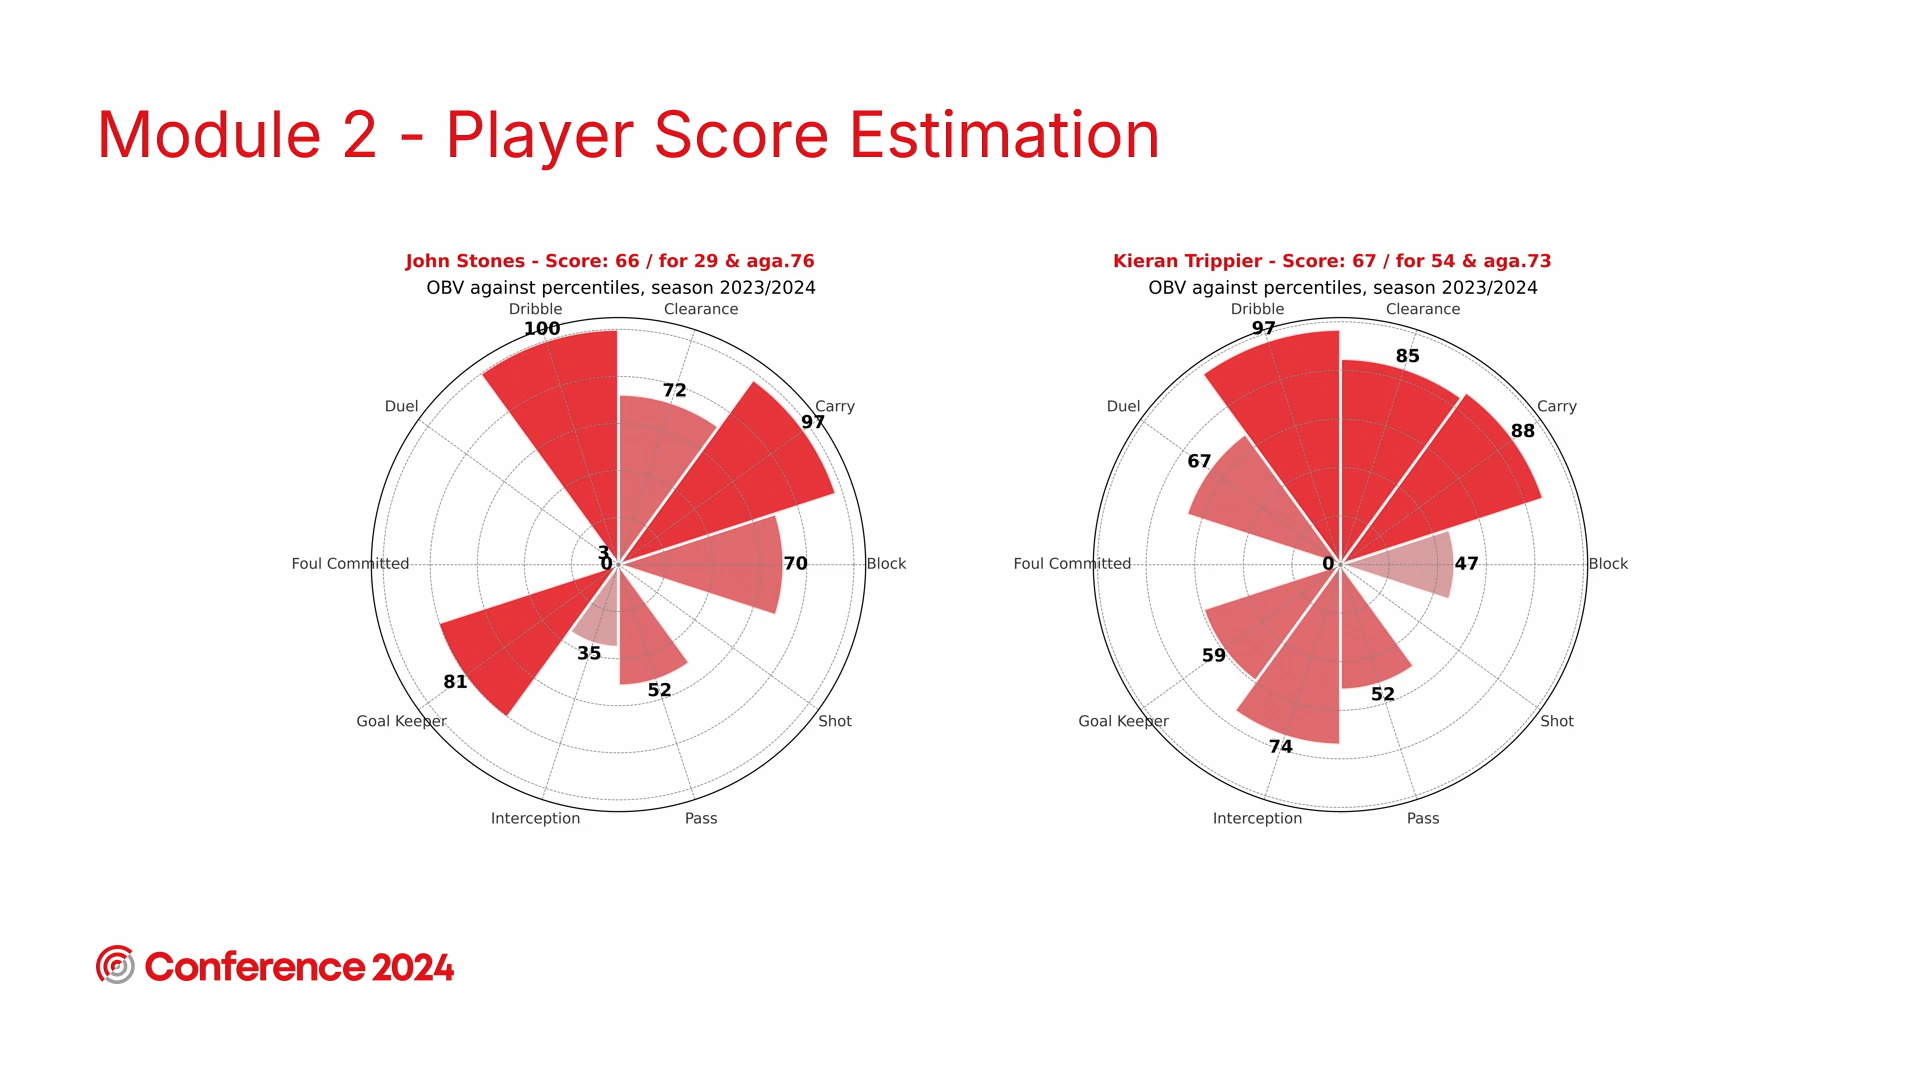 Module 2 - Player Score Estimation
John Stones - Score: 66 / for 29 & aga.76
OBV against percentiles, season 2023/2024
Dribble
Clearance
100
72
Duel
Carry
97
3
Foul Committed
0
70
Block
35
81
52
Goal Keeper
Shot
Interception
Pass
Kieran Trippier - Score: 67 / for 54 & aga.73
OBV against percentiles, season 2023/2024
Dribble
Clearance
97
85
Duel
Carry
88
67
Foul Committed
0
47
Block
59
52
Goal Keeper
Shot
74
Interception
Pass
Conference 2024